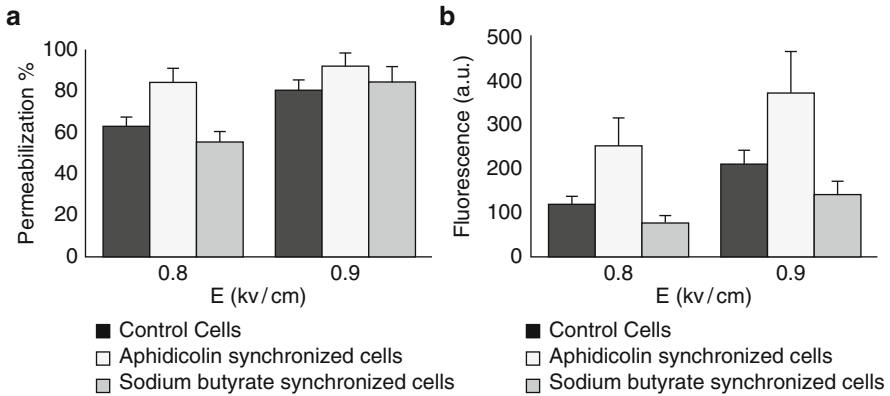 a
Permeabilization %
100
80
60
40
20
0
0.8
0.9
E (kv/cm)
Control Cells
Aphidicolin synchronized cells
Sodium butyrate synchronized cells
b
Fluorescence (a.u.)
500
400
300
200
100
0
0.8
0.9
E (kv/cm)
Control Cells
Aphidicolin synchronized cells
Sodium butyrate synchronized cells